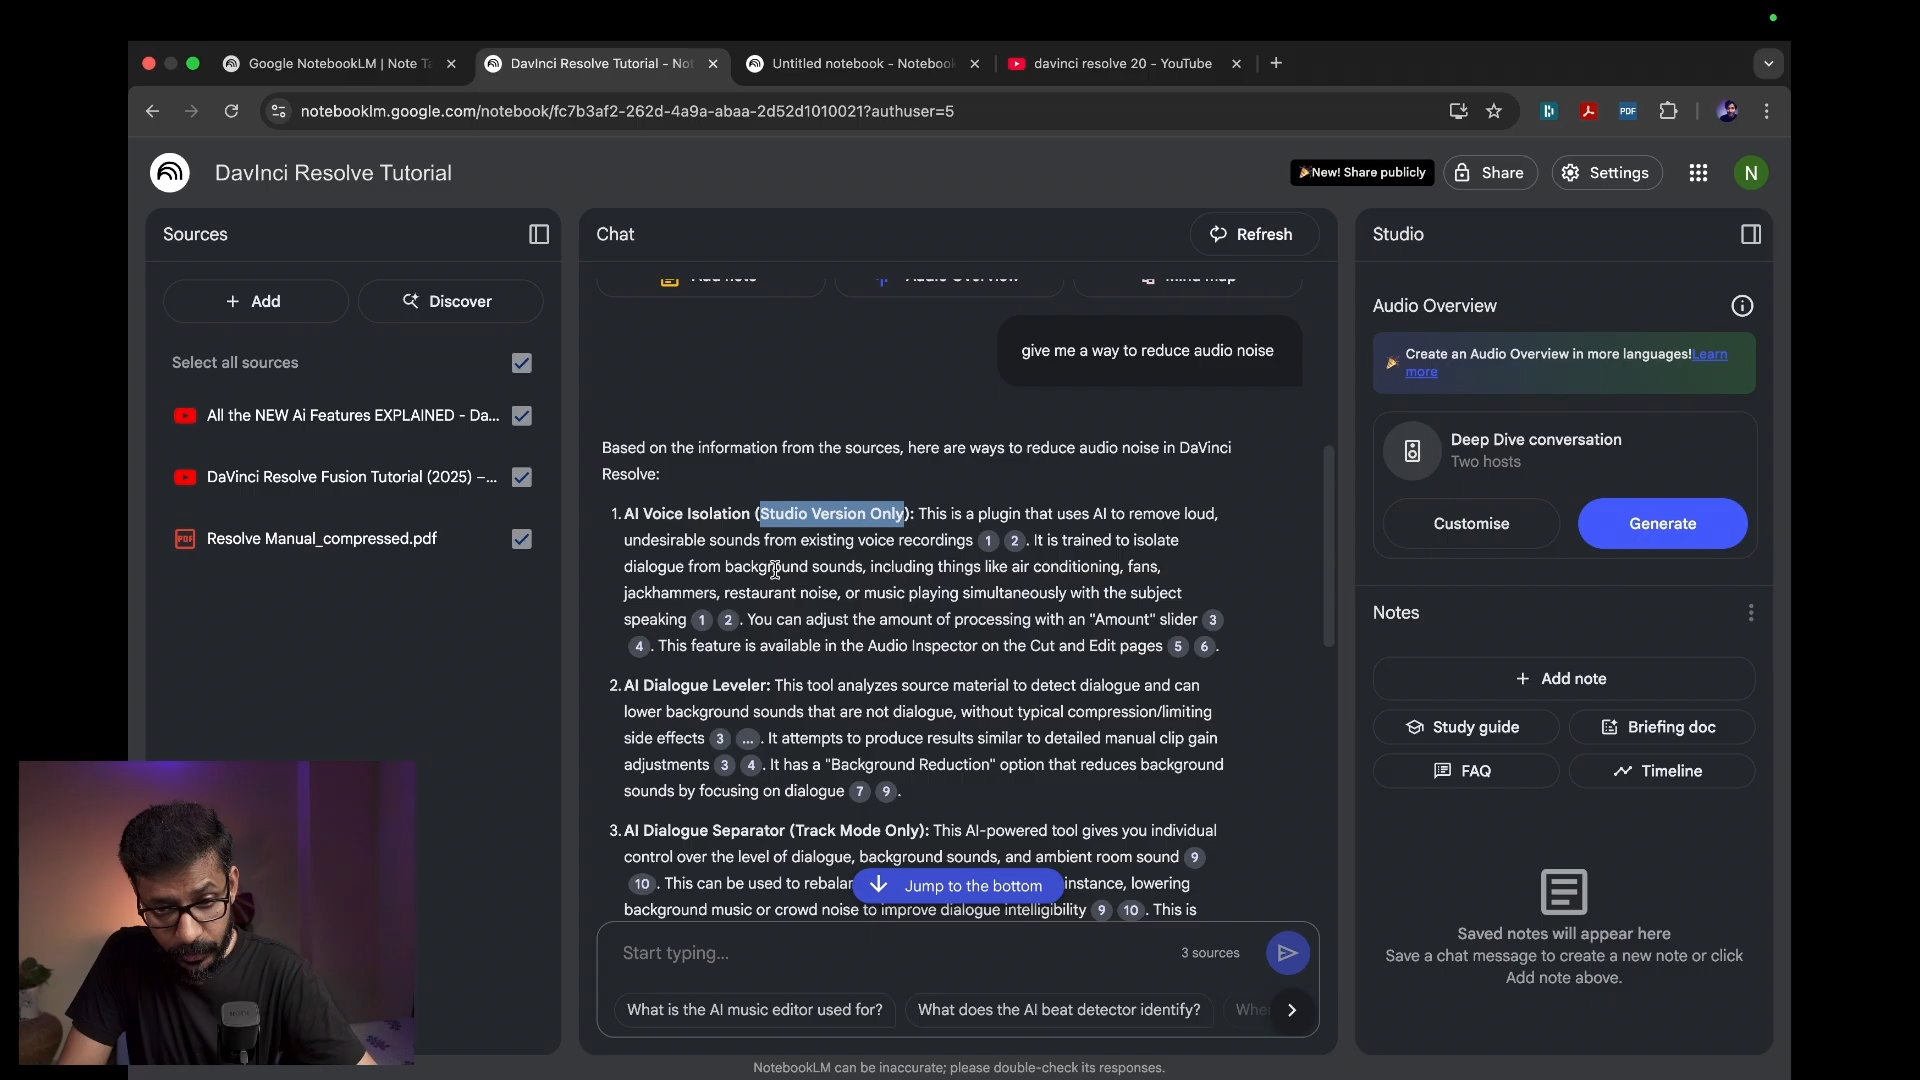 Google NotebookLM | Note Ta
DavInci Resolve Tutorial - Not
Untitled notebook - Notebook
davinci resolve 20 - YouTube
notebooklm.google.com/notebook/fc7b3af2-262d-4a9a-abaa-2d52d1010021?authuser=5
PDF
DavInci Resolve Tutorial
New! Share publicly
Share
Settings
N
Sources
Add
Discover
Select all sources
All the NEW Ai Features EXPLAINED - Da...
DaVinci Resolve Fusion Tutorial (2025) –...
PDF
Resolve Manual_compressed.pdf
Chat
Refresh
Add note
Audio Overview
Mind map
give me a way to reduce audio noise
Based on the information from the sources, here are ways to reduce audio noise in DaVinci
Resolve:
1. AI Voice Isolation (Studio Version Only): This is a plugin that uses AI to remove loud,
undesirable sounds from existing voice recordings 1 2. It is trained to isolate
dialogue from background sounds, including things like air conditioning, fans,
jackhammers, restaurant noise, or music playing simultaneously with the subject
speaking 1 2. You can adjust the amount of processing with an "Amount" slider 3
4. This feature is available in the Audio Inspector on the Cut and Edit pages 5 6.
2. AI Dialogue Leveler: This tool analyzes source material to detect dialogue and can
lower background sounds that are not dialogue, without typical compression/limiting
side effects 3 .... It attempts to produce results similar to detailed manual clip gain
adjustments 3 4. It has a "Background Reduction" option that reduces background
sounds by focusing on dialogue 7 9.
3. AI Dialogue Separator (Track Mode Only): This AI-powered tool gives you individual
control over the level of dialogue, background sounds, and ambient room sound 9
10. This can be used to rebalan instance, lowering
Jump to the bottom
background music or crowd noise to improve dialogue intelligibility 9 10. This is
Start typing...
3 sources
What is the AI music editor used for?
What does the AI beat detector identify?
Whe
NotebookLM can be inaccurate; please double-check its responses.
Studio
Audio Overview
Create an Audio Overview in more languages! Learn
more
Deep Dive conversation
Two hosts
Customise
Generate
Notes
Add note
Study guide
Briefing doc
FAQ
Timeline
Saved notes will appear here
Save a chat message to create a new note or click
Add note above.